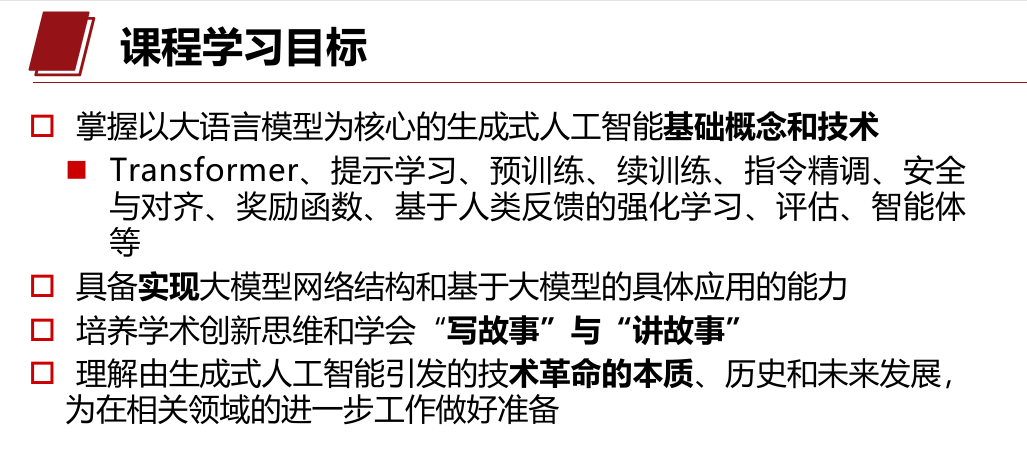 课程学习目标
掌握以大语言模型为核心的生成式人工智能基础概念和技术
Transformer、提示学习、预训练、续训练、指令精调、安全
与对齐、奖励函数、基于人类反馈的强化学习、评估、智能体
等
具备实现大模型网络结构和基于大模型的具体应用的能力
培养学术创新思维和学会“写故事”与“讲故事”
理解由生成式人工智能引发的技术革命的本质、历史和未来发展，
为在相关领域的进一步工作做好准备